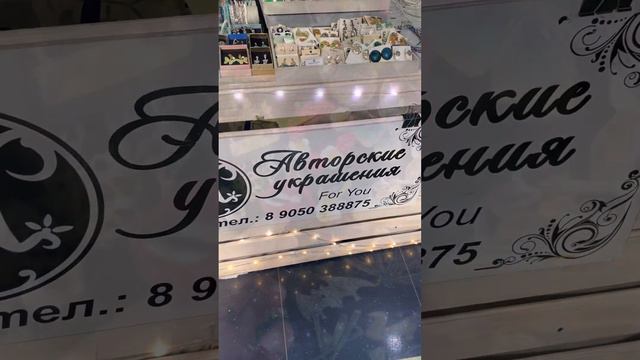 Авторские
украшения
For You
тел.: 8 9050 388875